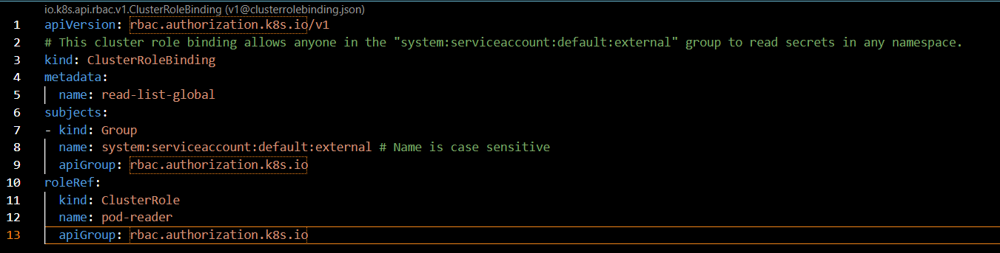 io.k8s.api.rbac.v1.ClusterRoleBinding (v1@clusterrolebinding.json)
1 apiVersion: rbac.authorization.k8s.io/v1
2 # This cluster role binding allows anyone in the "system:serviceaccount:default:external" group to read secrets in any namespace.
3 kind: ClusterRoleBinding
4 metadata:
5   name: read-list-global
6 subjects:
7 - kind: Group
8   name: system:serviceaccount:default:external # Name is case sensitive
9   apiGroup: rbac.authorization.k8s.io
10 roleRef:
11   kind: ClusterRole
12   name: pod-reader
13   apiGroup: rbac.authorization.k8s.io